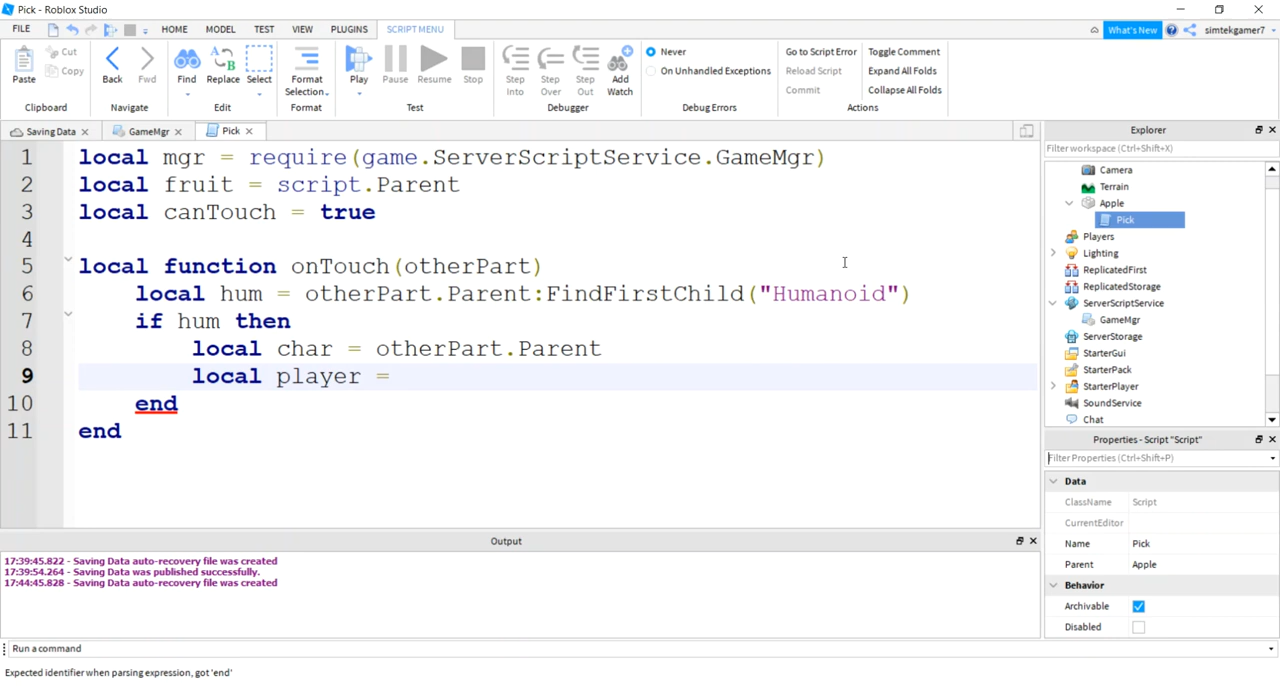 Pick - Roblox Studio
FILE HOME MODEL TEST VIEW PLUGINS SCRIPT MENU What's New simtekgamer7
Paste Cut Copy Back Fwd Find Replace Select Format Selection Play Pause Resume Stop Step Into Step Over Step Out Add Watch Never On Unhandled Exceptions Go to Script Error Reload Script Commit Toggle Comment Expand All Folds Collapse All Folds
Clipboard Navigate Edit Format Test Debugger Debug Errors Actions
Saving Data GameMgr Pick
1 local mgr = require(game.ServerScriptService.GameMgr)
2 local fruit = script.Parent
3 local canTouch = true
4
5 local function onTouch(otherPart)
6 local hum = otherPart.Parent:FindFirstChild("Humanoid")
7 if hum then
8 local char = otherPart.Parent
9 local player =
10 end
11 end
Explorer
Filter workspace (Ctrl+Shift+X)
Camera
Terrain
Apple
Pick
Players
Lighting
ReplicatedFirst
ReplicatedStorage
ServerScriptService
GameMgr
ServerStorage
StarterGui
StarterPack
StarterPlayer
SoundService
Chat
Properties - Script "Script"
Filter Properties (Ctrl+Shift+P)
Data
ClassName Script
CurrentEditor
Name Pick
Parent Apple
Behavior
Archivable
Disabled
Output
17:39:45.822 - Saving Data auto-recovery file was created
17:39:54.264 - Saving Data was published successfully.
17:44:45.828 - Saving Data auto-recovery file was created
Run a command
Expected identifier when parsing expression, got 'end'